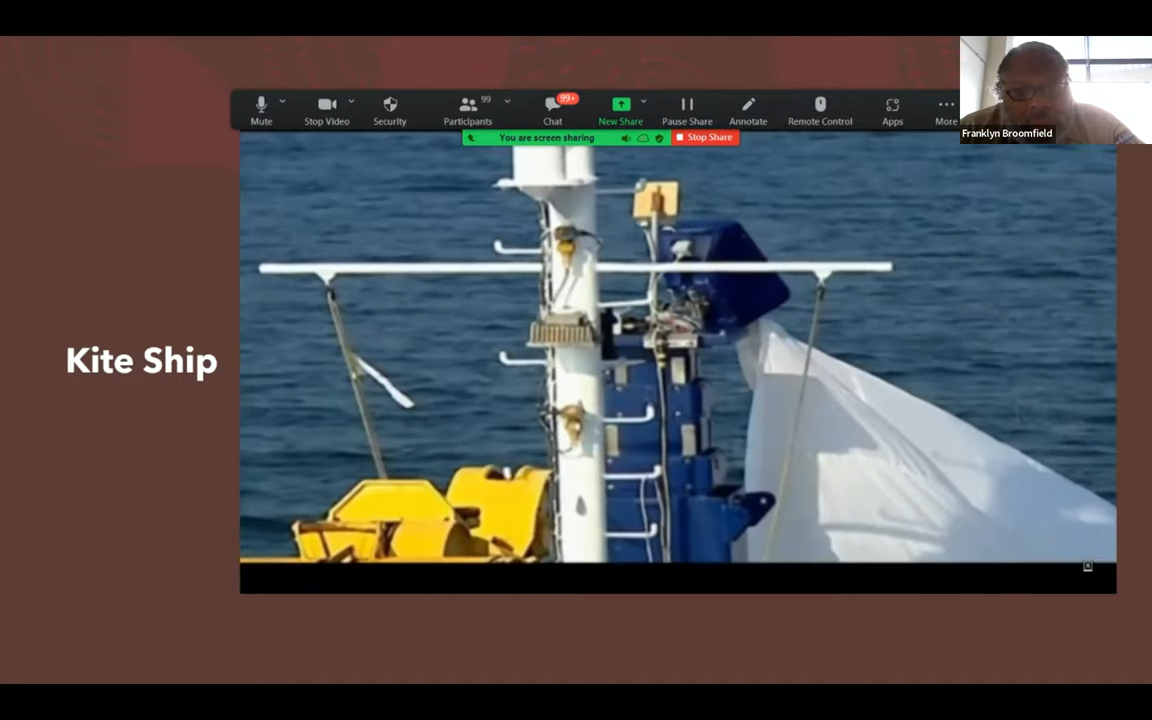 99
99+
Mute
Stop Video
Security
Participants
Chat
New Share
Pause Share
Annotate
Remote Control
Apps
More
You are screen sharing
Stop Share
Franklyn Broomfield
Kite Ship